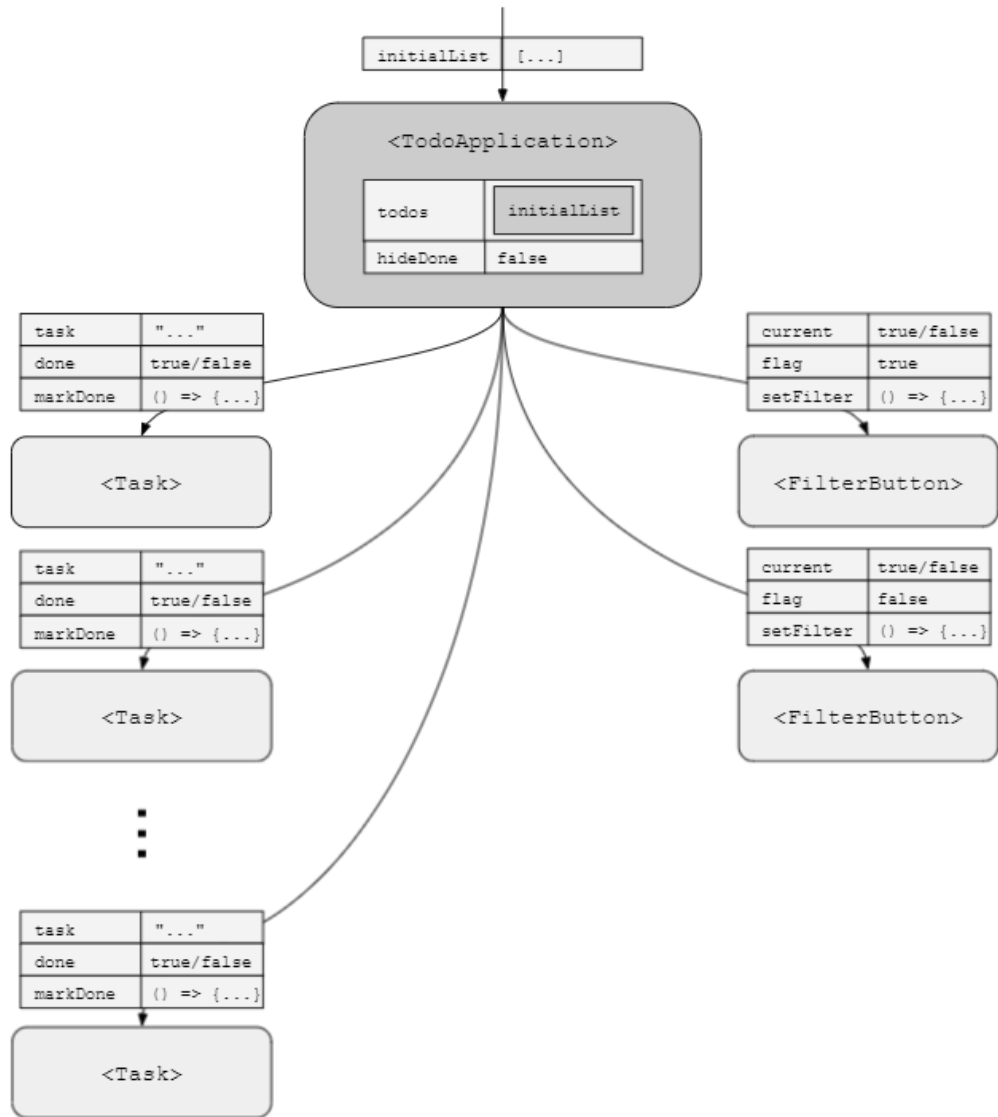 initialList [...]
<TodoApplication>
todos initialList
hideDone false
task "..."
done true/false
markDone () => {...}
<Task>
task "..."
done true/false
markDone () => {...}
<Task>
task "..."
done true/false
markDone () => {...}
<Task>
current true/false
flag true
setFilter () => {...}
<FilterButton>
current true/false
flag false
setFilter () => {...}
<FilterButton>